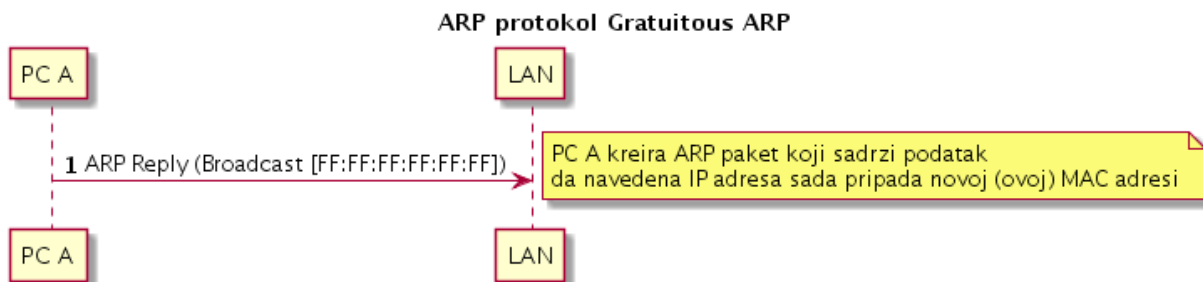 ARP protokol Gratuitous ARP
PC A
LAN
1 ARP Reply (Broadcast [FF:FF:FF:FF:FF:FF])
PC A kreira ARP paket koji sadrzi podatak
da navedena IP adresa sada pripada novoj (ovoj) MAC adresi
PC A
LAN